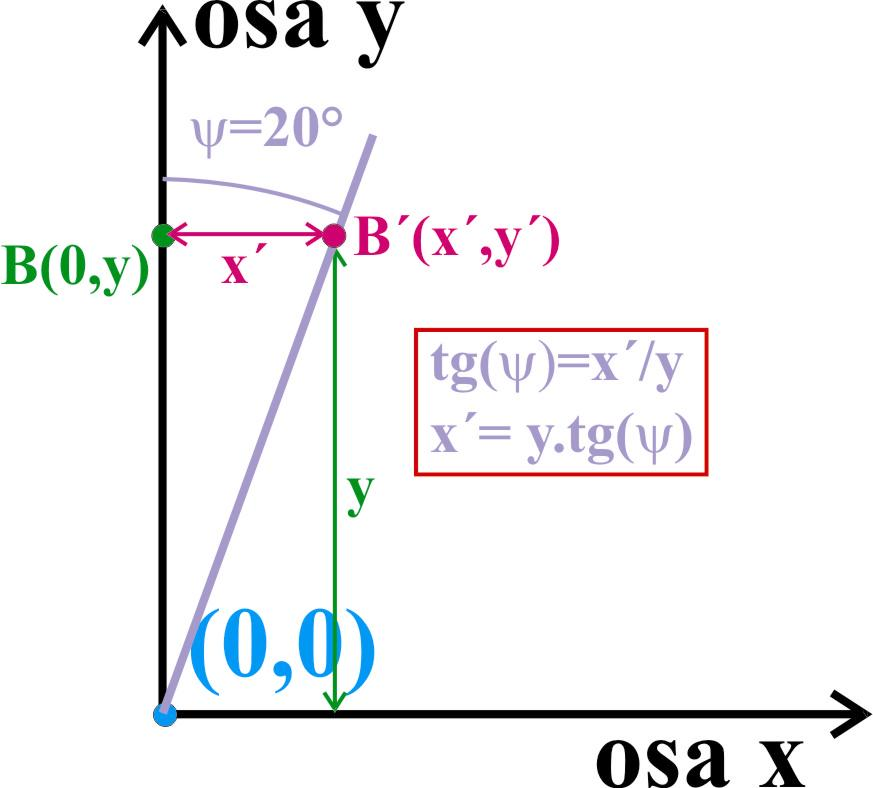 osa y
ψ=20°
B(0,y)
x´
B´(x´,y´)
tg(ψ)=x´/y
x´= y.tg(ψ)
y
(0,0)
osa x